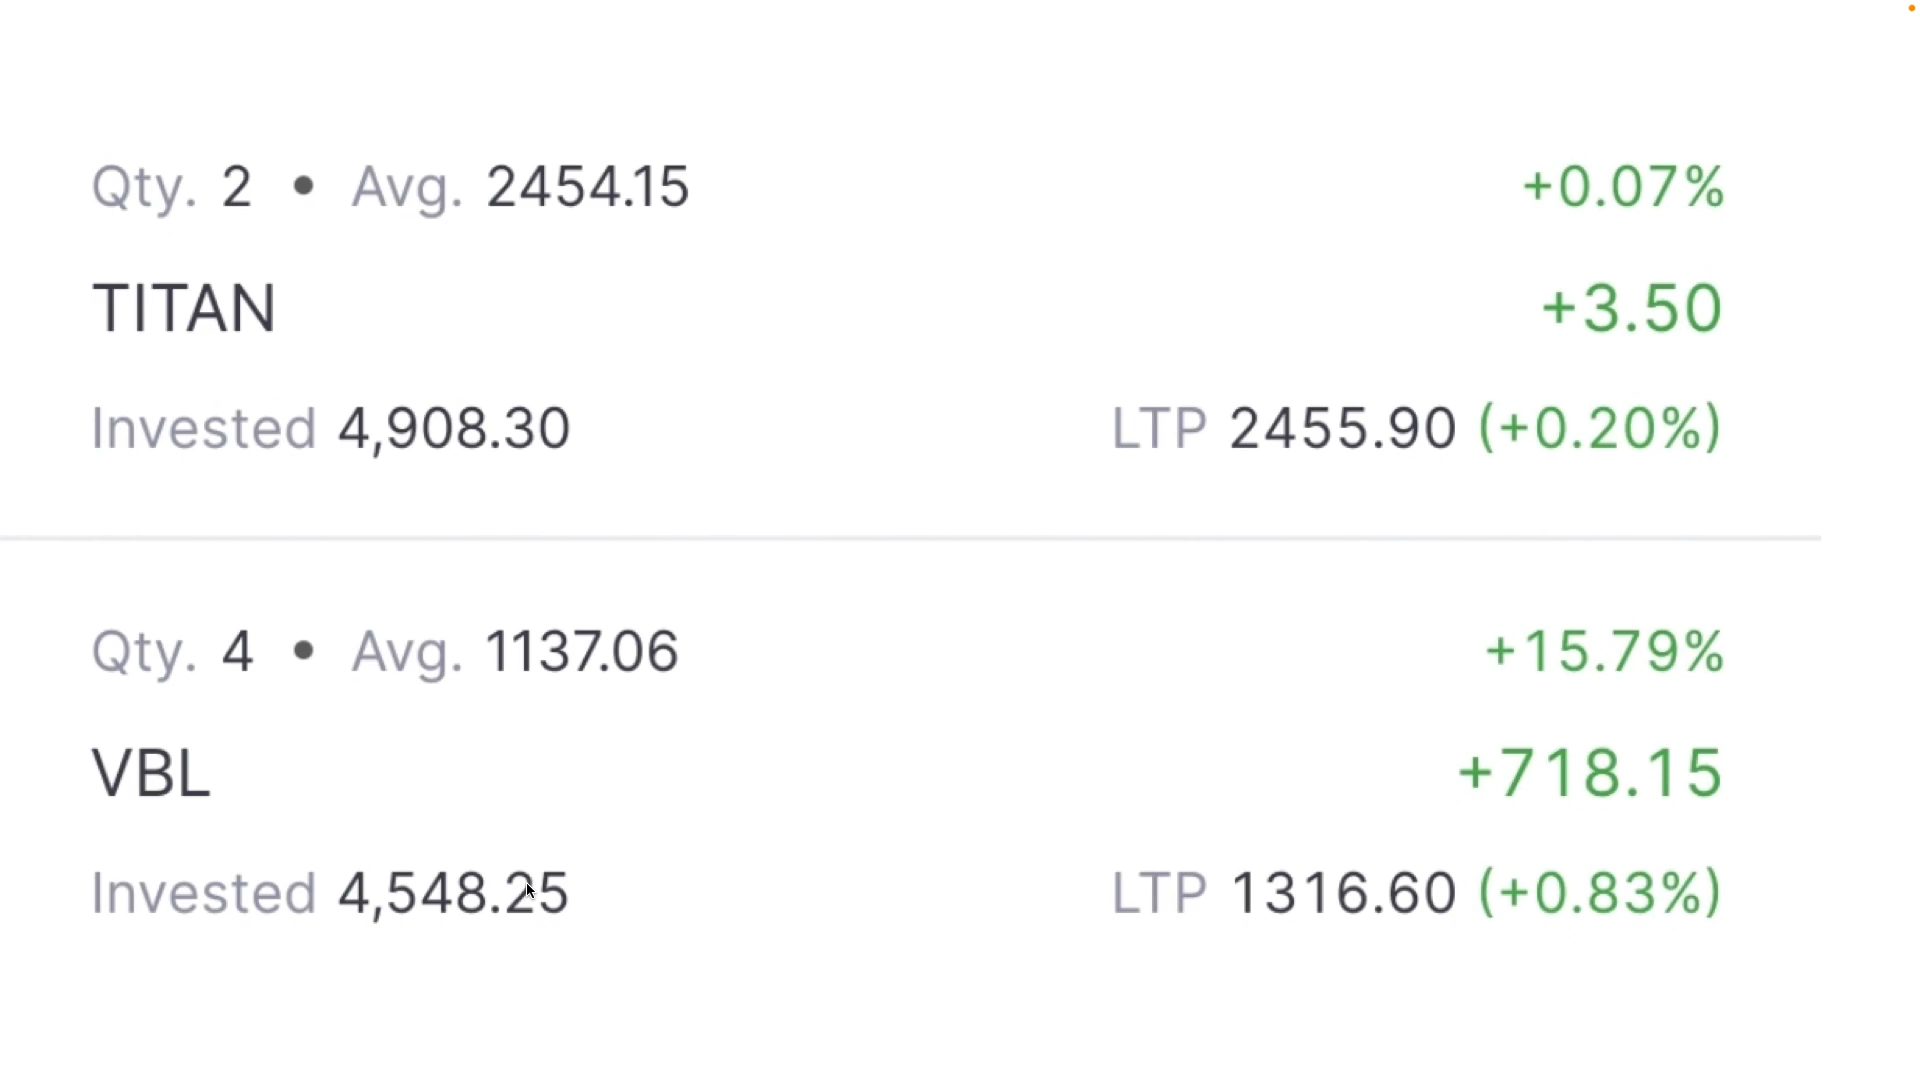 Qty. 2 • Avg. 2454.15 +0.07%
TITAN +3.50
Invested 4,908.30 LTP 2455.90 (+0.20%)
Qty. 4 • Avg. 1137.06 +15.79%
VBL +718.15
Invested 4,548.25 LTP 1316.60 (+0.83%)